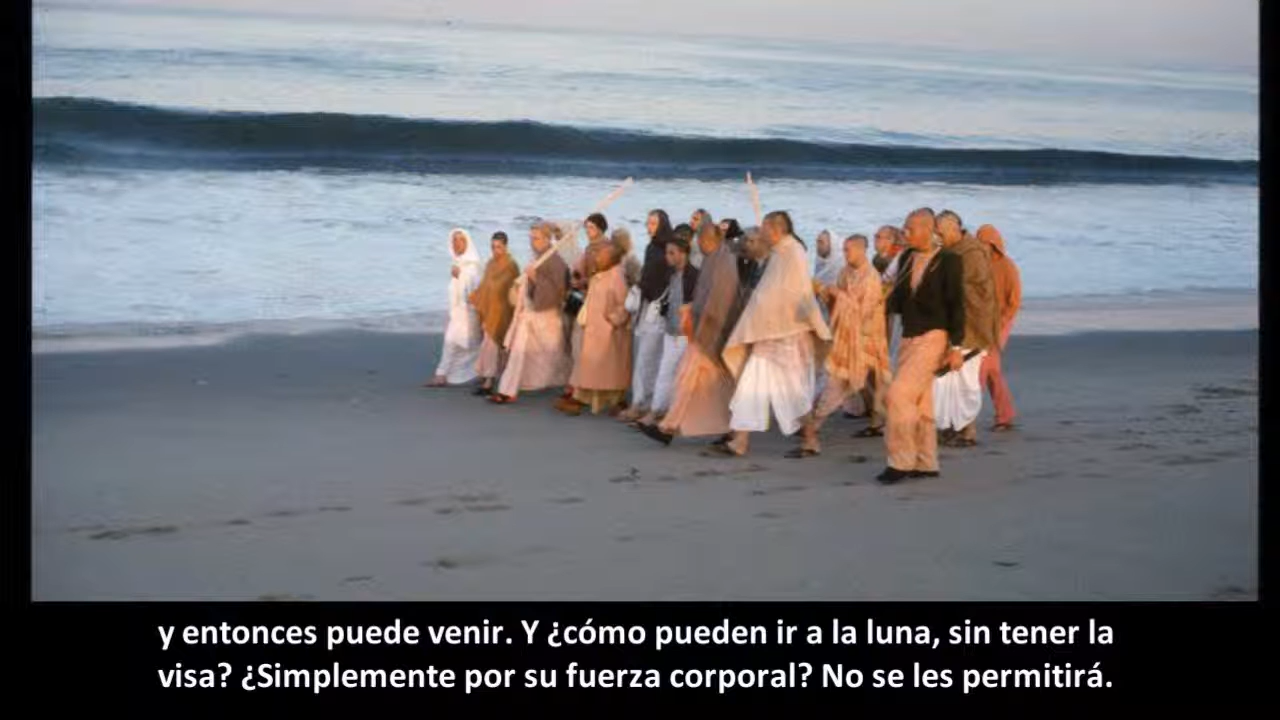 y entonces puede venir. Y ¿cómo pueden ir a la luna, sin tener la
visa? ¿Simplemente por su fuerza corporal? No se les permitirá.